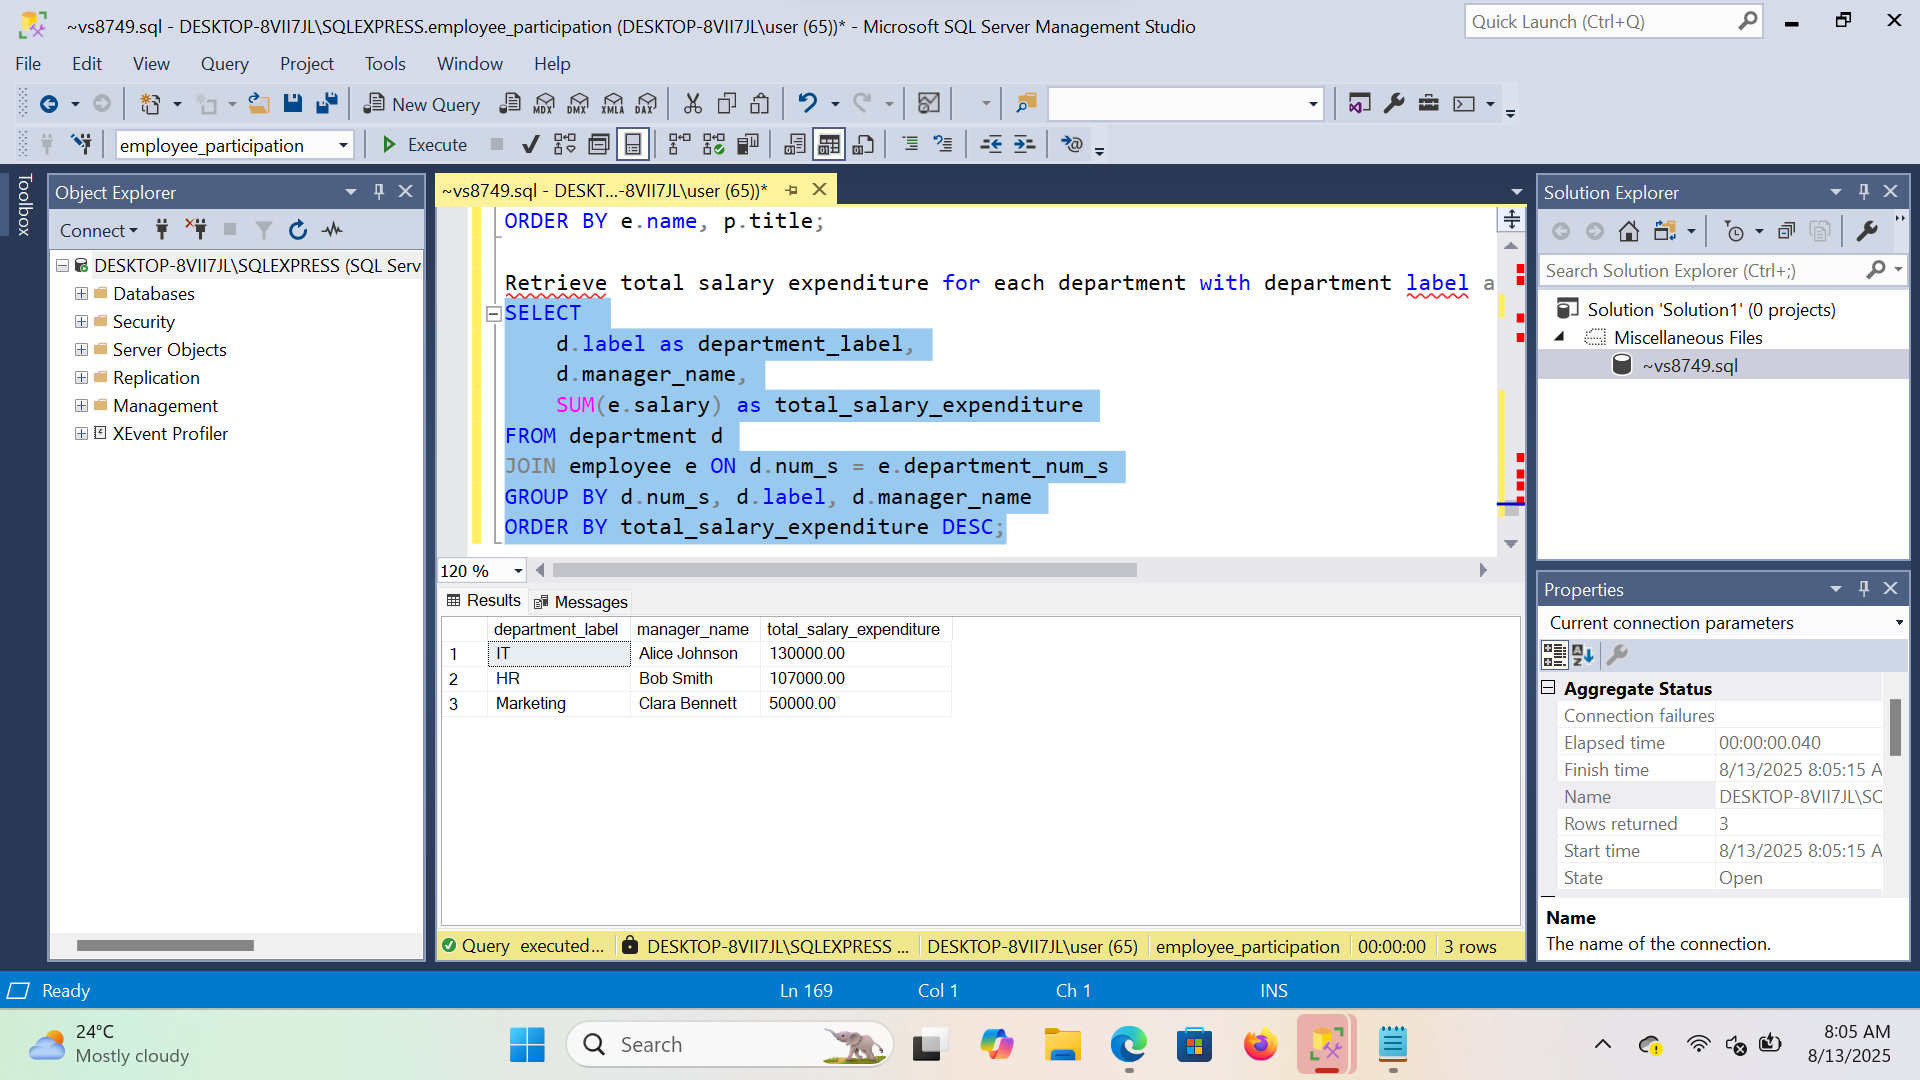 ~vs8749.sql - DESKTOP-8VII7JL\SQLEXPRESS.employee_participation (DESKTOP-8VII7JL\user (65))* - Microsoft SQL Server Management Studio
Quick Launch (Ctrl+Q)
File Edit View Query Project Tools Window Help
New Query MDX DMX XMLA DAX
employee_participation Execute
Toolbox
Object Explorer
Connect
DESKTOP-8VII7JL\SQLEXPRESS (SQL Serv
Databases
Security
Server Objects
Replication
Management
XEvent Profiler
~vs8749.sql - DESKT...-8VII7JL\user (65))*
ORDER BY e.name, p.title;
Retrieve total salary expenditure for each department with department label a
SELECT
d.label as department_label,
d.manager_name,
SUM(e.salary) as total_salary_expenditure
FROM department d
JOIN employee e ON d.num_s = e.department_num_s
GROUP BY d.num_s, d.label, d.manager_name
ORDER BY total_salary_expenditure DESC;
120 %
Results Messages
department_label manager_name total_salary_expenditure
1 IT Alice Johnson 130000.00
2 HR Bob Smith 107000.00
3 Marketing Clara Bennett 50000.00
Query executed... DESKTOP-8VII7JL\SQLEXPRESS ... DESKTOP-8VII7JL\user (65) employee_participation 00:00:00 3 rows
Solution Explorer
Search Solution Explorer (Ctrl+;)
Solution 'Solution1' (0 projects)
Miscellaneous Files
~vs8749.sql
Properties
Current connection parameters
Aggregate Status
Connection failures
Elapsed time 00:00:00.040
Finish time 8/13/2025 8:05:15 A
Name DESKTOP-8VII7JL\SC
Rows returned 3
Start time 8/13/2025 8:05:15 A
State Open
Name
The name of the connection.
Ready Ln 169 Col 1 Ch 1 INS
24°C
Mostly cloudy
Search
8:05 AM
8/13/2025